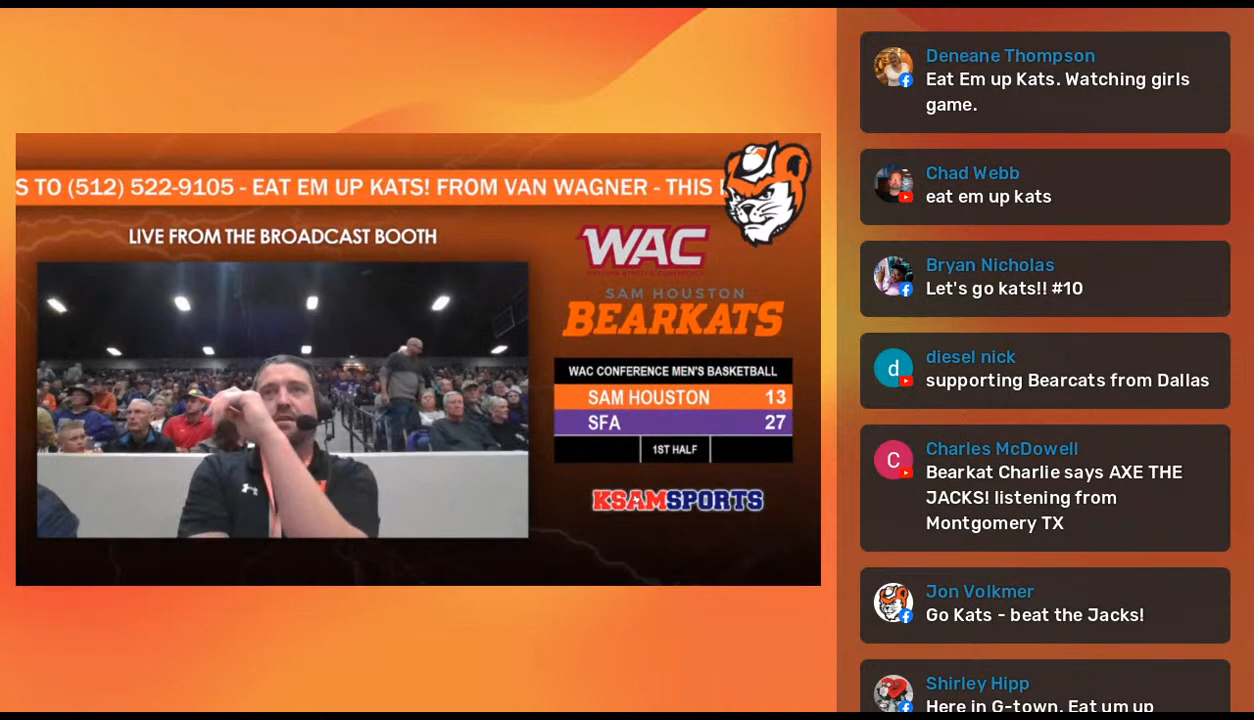 S TO (512) 522-9105 - EAT EM UP KATS! FROM VAN WAGNER - THIS
LIVE FROM THE BROADCAST BOOTH
WAC
SAM HOUSTON
BEARKATS
WAC CONFERENCE MEN'S BASKETBALL
SAM HOUSTON 13
SFA 27
1ST HALF
KSAMSPORTS
Deneane Thompson
Eat Em up Kats. Watching girls
game.
Chad Webb
eat em up kats
Bryan Nicholas
Let's go kats!! #10
d
diesel nick
supporting Bearcats from Dallas
C
Charles McDowell
Bearkat Charlie says AXE THE
JACKS! listening from
Montgomery TX
Jon Volkmer
Go Kats - beat the Jacks!
Shirley Hipp
Here in G-town. Eat um up